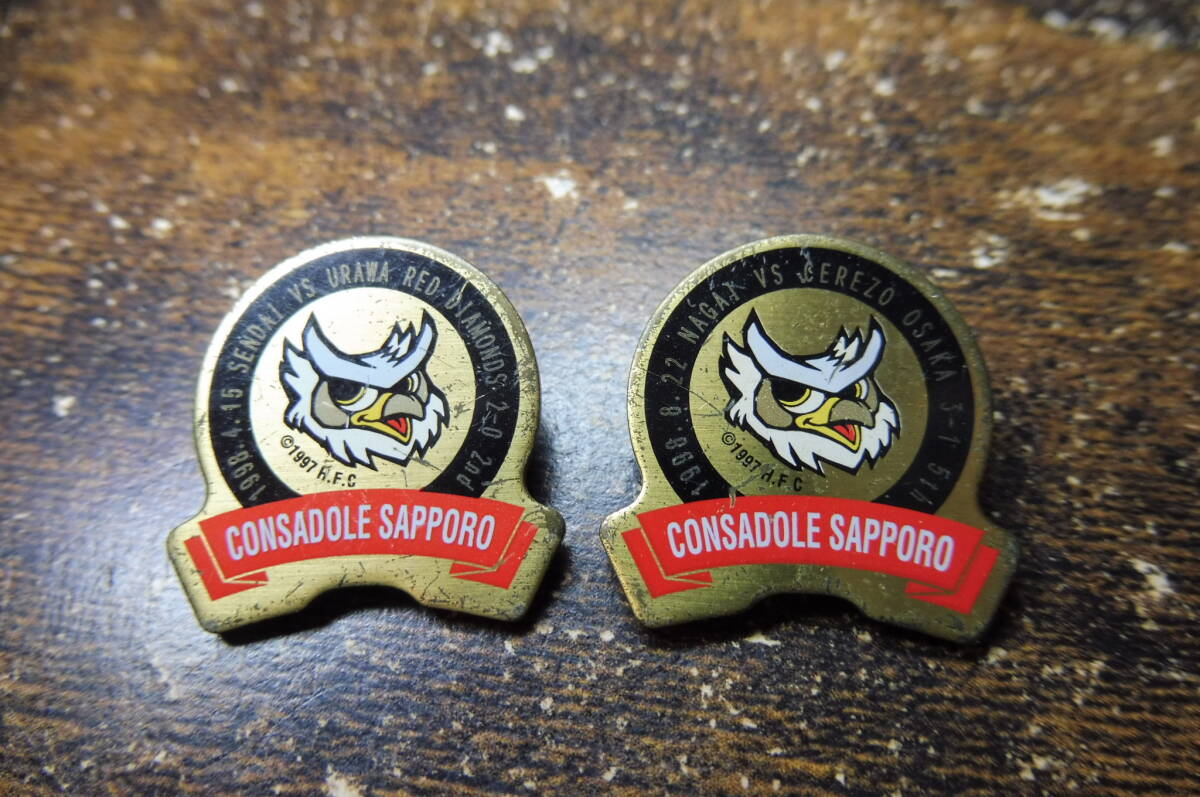 1998.4.15 SENDAI VS URAWA RED DIAMONDS 2-0 2nd
©1997 H.F.C
CONSADOLE SAPPORO
1998.8.22 NAGAI VS CEREZO OSAKA 3-1 5th
©1997 H.F.C
CONSADOLE SAPPORO